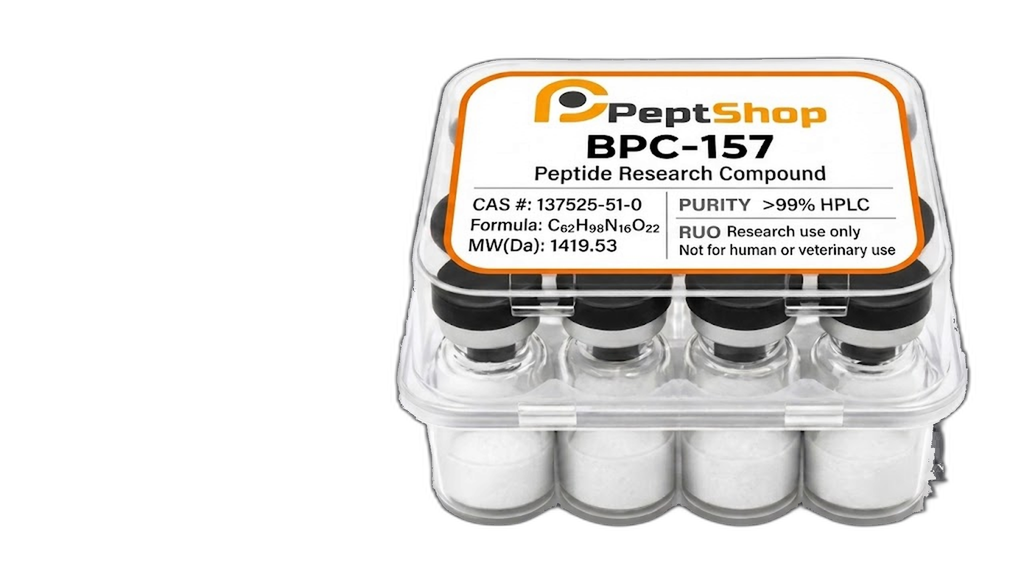 PeptShop
BPC-157
Peptide Research Compound
CAS #: 137525-51-0
Formula: C₆₂H₉₈N₁₆O₂₂
MW(Da): 1419.53
PURITY >99% HPLC
RUO Research use only
Not for human or veterinary use